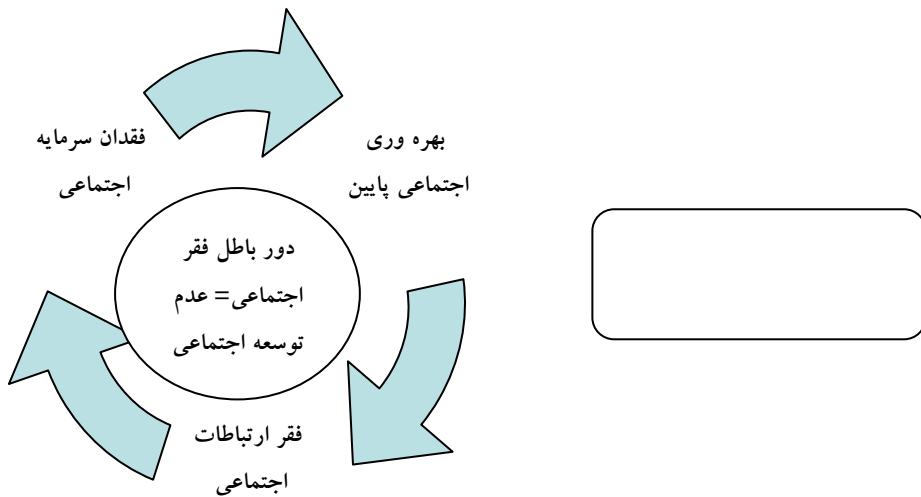 فقدان سرمایه
اجتماعی
بهره وری
اجتماعی پایین
دور باطل فقر
اجتماعی= عدم
توسعه اجتماعی
فقر ارتباطات
اجتماعی